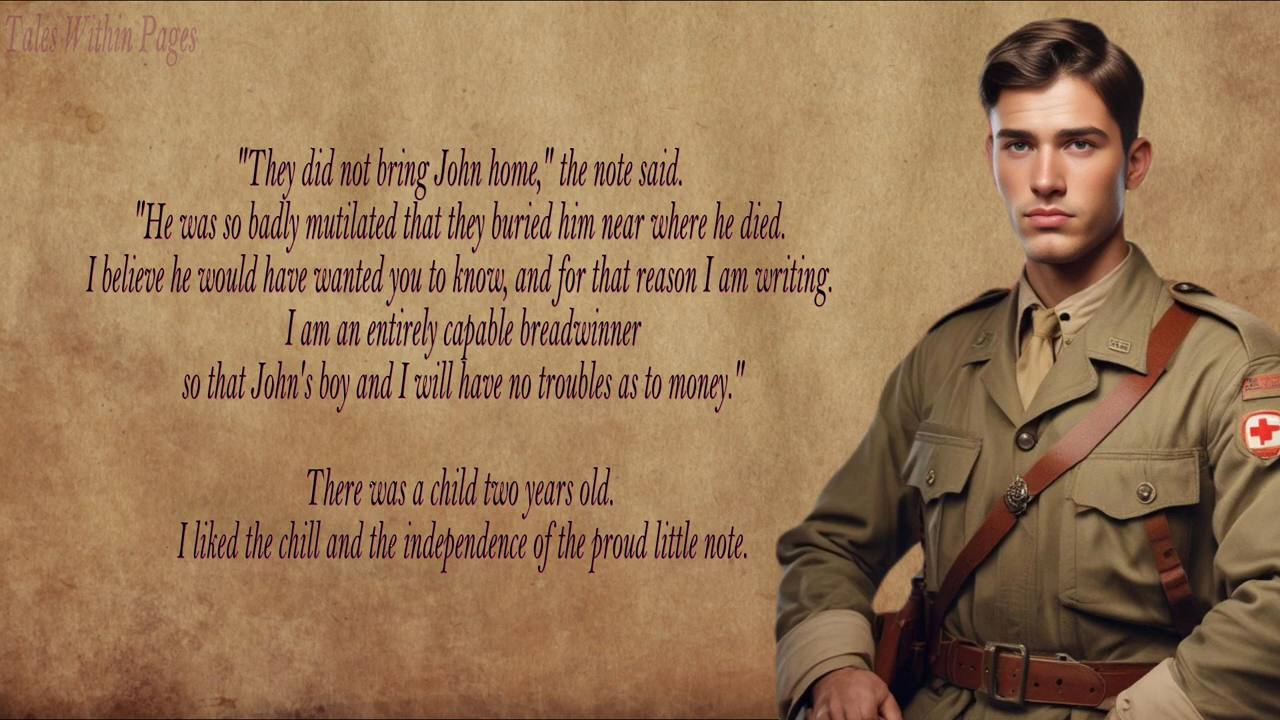 Tales Within Pages
"They did not bring John home," the note said.
"He was so badly mutilated that they buried him near where he died.
I believe he would have wanted you to know, and for that reason I am writing.
I am an entirely capable breadwinner
so that John's boy and I will have no troubles as to money."
There was a child two years old.
I liked the chill and the independence of the proud little note.